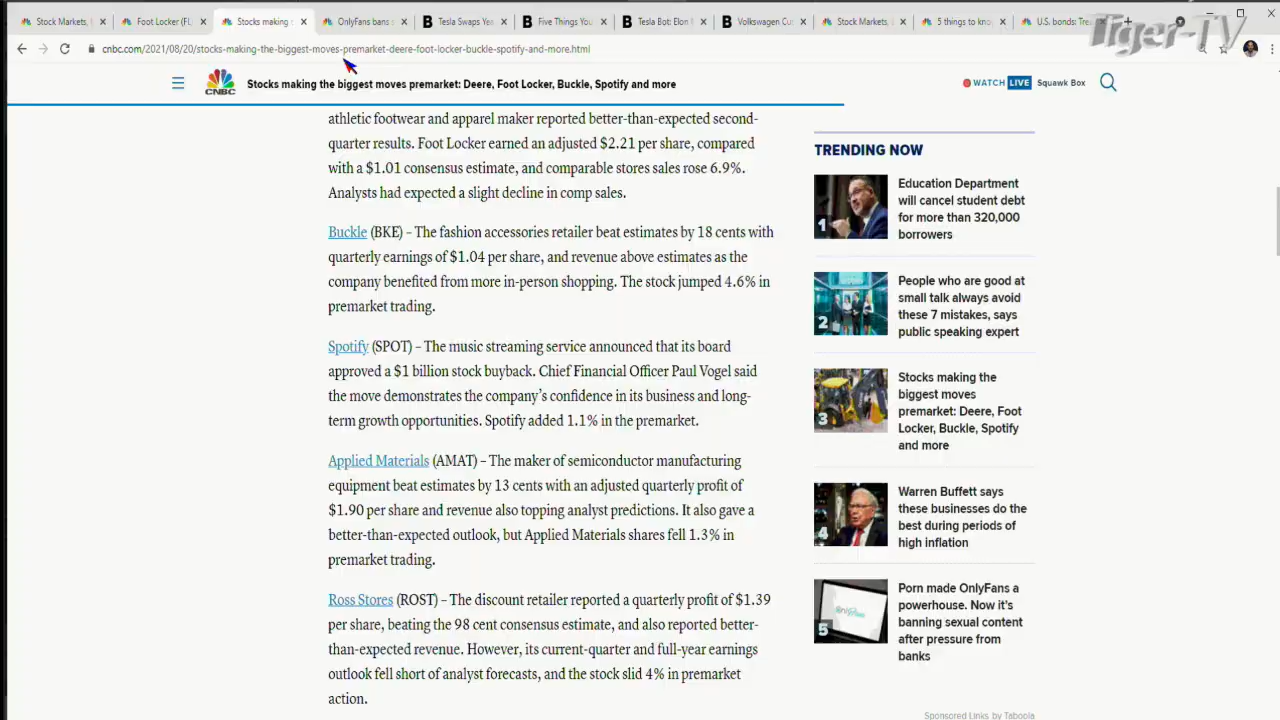 Stock Markets,
Foot Locker (FL
Stocks making
OnlyFans bans s
Tesla Swaps Yea
Five Things You
Tesla Bot: Elon
Volkswagen Cu
Stock Markets,
5 things to kno
U.S. bonds: Tre
Tiger-TV
cnbc.com/2021/08/20/stocks-making-the-biggest-moves-premarket-deere-foot-locker-buckle-spotify-and-more.html
CNBC
Stocks making the biggest moves premarket: Deere, Foot Locker, Buckle, Spotify and more
WATCH LIVE Squawk Box
athletic footwear and apparel maker reported better-than-expected second-
quarter results. Foot Locker earned an adjusted $2.21 per share, compared
with a $1.01 consensus estimate, and comparable stores sales rose 6.9%.
Analysts had expected a slight decline in comp sales.
Buckle (BKE) – The fashion accessories retailer beat estimates by 18 cents with
quarterly earnings of $1.04 per share, and revenue above estimates as the
company benefited from more in-person shopping. The stock jumped 4.6% in
premarket trading.
Spotify (SPOT) – The music streaming service announced that its board
approved a $1 billion stock buyback. Chief Financial Officer Paul Vogel said
the move demonstrates the company's confidence in its business and long-
term growth opportunities. Spotify added 1.1% in the premarket.
Applied Materials (AMAT) – The maker of semiconductor manufacturing
equipment beat estimates by 13 cents with an adjusted quarterly profit of
$1.90 per share and revenue also topping analyst predictions. It also gave a
better-than-expected outlook, but Applied Materials shares fell 1.3% in
premarket trading.
Ross Stores (ROST) – The discount retailer reported a quarterly profit of $1.39
per share, beating the 98 cent consensus estimate, and also reported better-
than-expected revenue. However, its current-quarter and full-year earnings
outlook fell short of analyst forecasts, and the stock slid 4% in premarket
action.
TRENDING NOW
1
Education Department
will cancel student debt
for more than 320,000
borrowers
2
People who are good at
small talk always avoid
these 7 mistakes, says
public speaking expert
3
Stocks making the
biggest moves
premarket: Deere, Foot
Locker, Buckle, Spotify
and more
4
Warren Buffett says
these businesses do the
best during periods of
high inflation
5
Porn made OnlyFans a
powerhouse. Now it's
banning sexual content
after pressure from
banks
Sponsored Links by Taboola